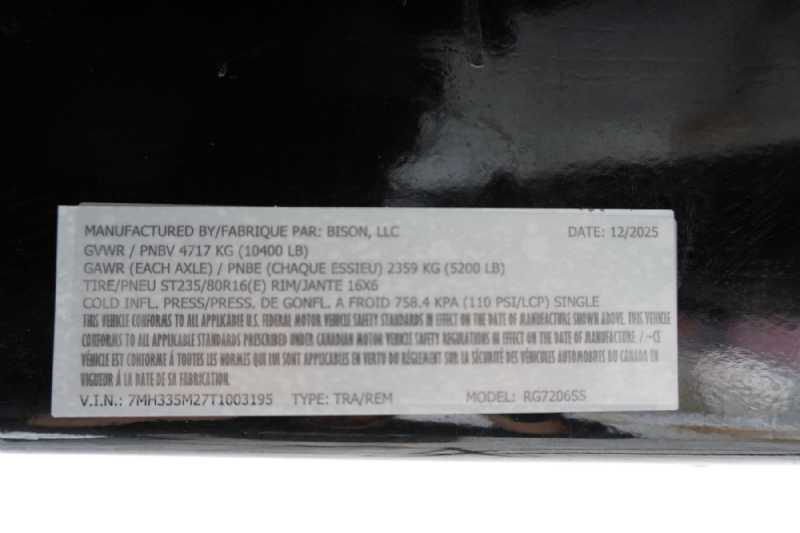 MANUFACTURED BY/FABRIQUE PAR: BISON, LLC DATE: 12/2025
GVWR / PNBV 4717 KG (10400 LB)
GAWR (EACH AXLE) / PNBE (CHAQUE ESSIEU) 2359 KG (5200 LB)
TIRE/PNEU ST235/80R16(E) RIM/JANTE 16X6
COLD INFL. PRESS/PRESS, DE GONFL. A FROID 758.4 KPA (110 PSI/LCP) SINGLE
THIS VEHICLE CONFORMS TO ALL APPLICABLE U.S. FEDERAL MOTOR VEHICLE SAFETY STANDARDS IN EFFECT ON THE DATE OF MANUFACTURE SHOWN ABOVE. THIS VEHICLE
CONFORMS TO ALL APPLICABLE STANDARDS PRESCRIBED UNDER CANADIAN MOTOR VEHICLE SAFETY REGULATIONS IN EFFECT ON THE DATE OF MANUFACTURE / ~CE
VÉHICLE EST CONFORME À TOUTES LES NORMES QUI LUI SONT APPLICABLES EN VERTU DU RÈGLEMENT SUR LA SÉCURITÉ DES VÉHICULES AUTOMOBILES DU CANADA EN
VIGUEUR À LA DATE DE SA FABRICATION.
V.I.N.: 7MH335M27T1003195 TYPE: TRA/REM MODEL: RG7206SS